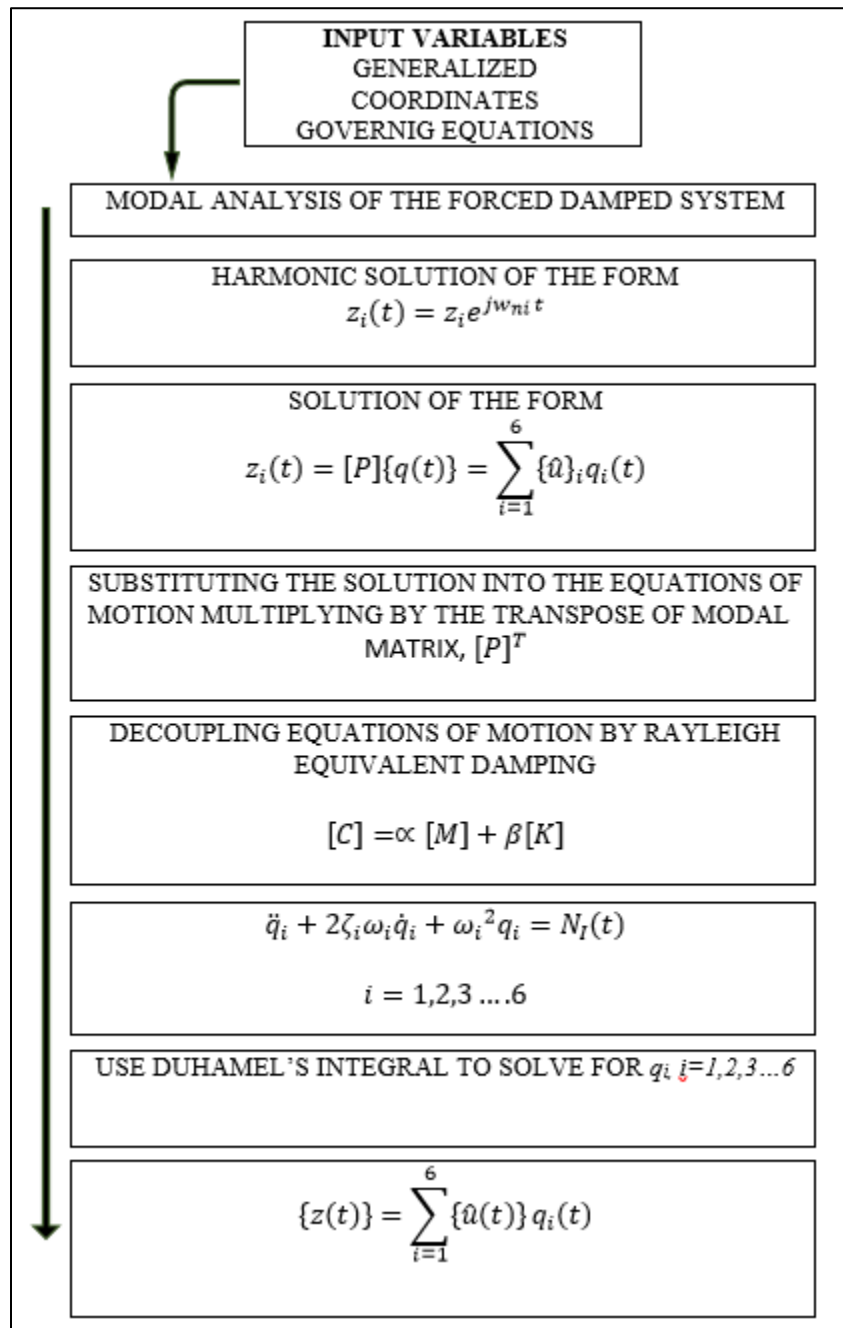 INPUT VARIABLES
GENERALIZED
COORDINATES
GOVERNIG EQUATIONS
MODAL ANALYSIS OF THE FORCED DAMPED SYSTEM
HARMONIC SOLUTION OF THE FORM
z_i(t) = z_i e^{jw_{ni} t}
SOLUTION OF THE FORM
z_i(t) = [P]{q(t)} = \sum_{i=1}^{6} {û}_i q_i(t)
SUBSTITUTING THE SOLUTION INTO THE EQUATIONS OF
MOTION MULTIPLYING BY THE TRANSPOSE OF MODAL
MATRIX, [P]^T
DECOUPLING EQUATIONS OF MOTION BY RAYLEIGH
EQUIVALENT DAMPING
[C] =∝ [M] + β[K]
q̈_i + 2ζ_i ω_i q̇_i + ω_i² q_i = N_I(t)
i = 1,2,3 ….6
USE DUHAMEL'S INTEGRAL TO SOLVE FOR q_i, i=1,2,3…6
{z(t)} = \sum_{i=1}^{6} {û(t)} q_i(t)